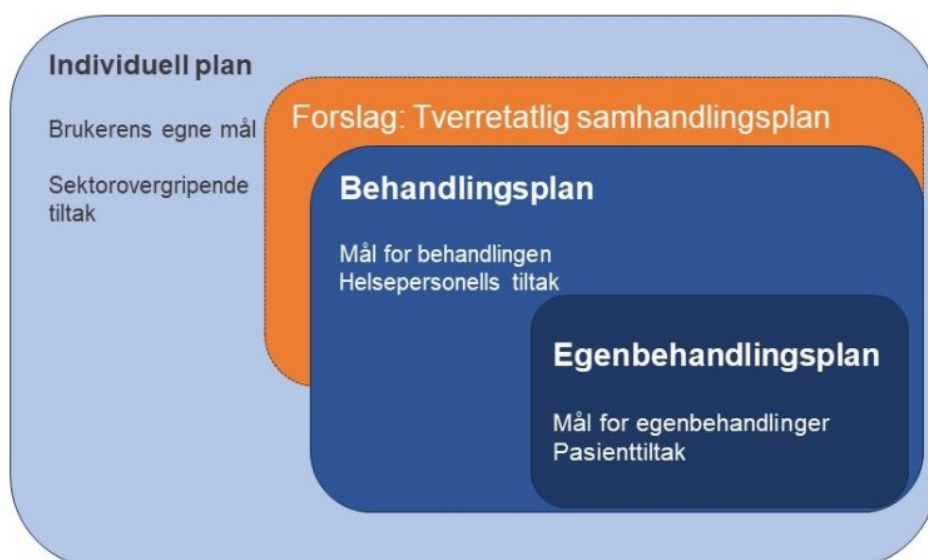 Individuell plan
Brukerens egne mål
Sektorovergripende
tiltak
Forslag: Tverretatlig samhandlingsplan
Behandlingsplan
Mål for behandlingen
Helsepersonells tiltak
Egenbehandlingsplan
Mål for egenbehandlinger
Pasienttiltak